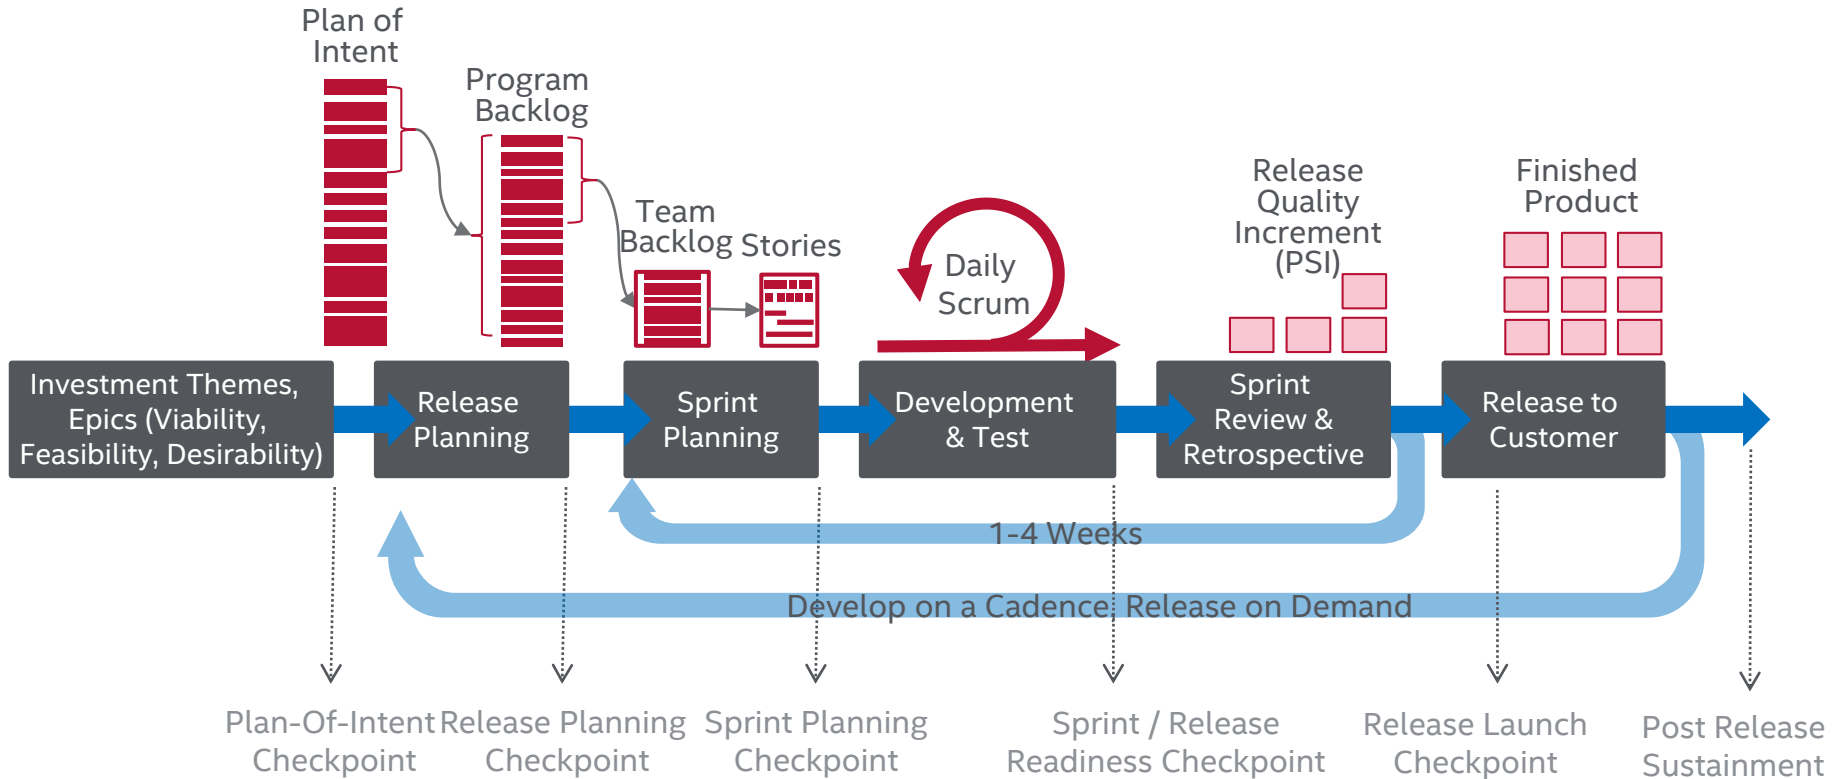 Plan of
Intent
Program
Backlog
Team
Backlog
Stories
Daily
Scrum
Release
Quality
Increment
(PSI)
Finished
Product
Investment Themes,
Epics (Viability,
Feasibility, Desirability)
Release
Planning
Sprint
Planning
Development
& Test
Sprint
Review &
Retrospective
Release to
Customer
1-4 Weeks
Develop on a Cadence, Release on Demand
Plan-Of-Intent
Checkpoint
Release Planning
Checkpoint
Sprint Planning
Checkpoint
Sprint / Release
Readiness Checkpoint
Release Launch
Checkpoint
Post Release
Sustainment